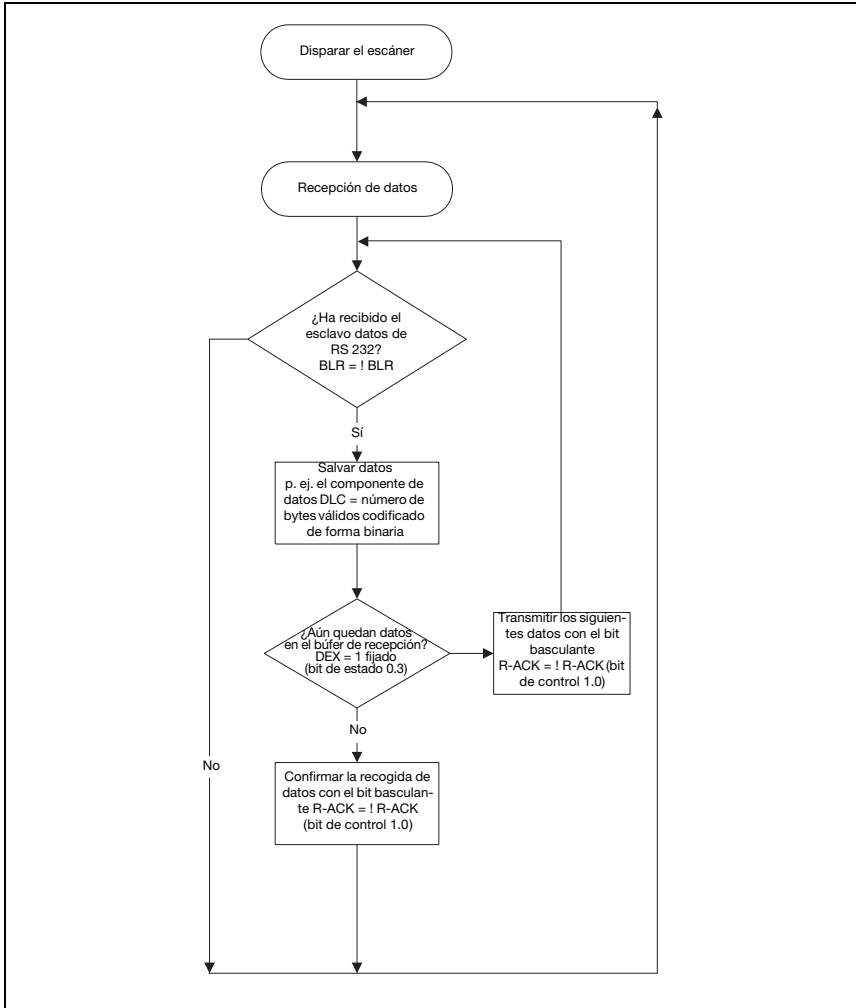 Disparar el escáner
Recepción de datos
¿Ha recibido el
esclavo datos de
RS 232?
BLR = ! BLR
Sí
Salvar datos
p. ej. el componente de
datos DLC = número de
bytes válidos codificado
de forma binaria
¿Aún quedan datos
en el búfer de recepción?
DEX = 1 fijado
(bit de estado 0.3)
Transmitir los siguien-
tes datos con el bit
basculante
R-ACK = ! R-ACK (bit
de control 1.0)
No
No
Confirmar la recogida de
datos con el bit basculan-
te R-ACK = ! R-ACK
(bit de control 1.0)